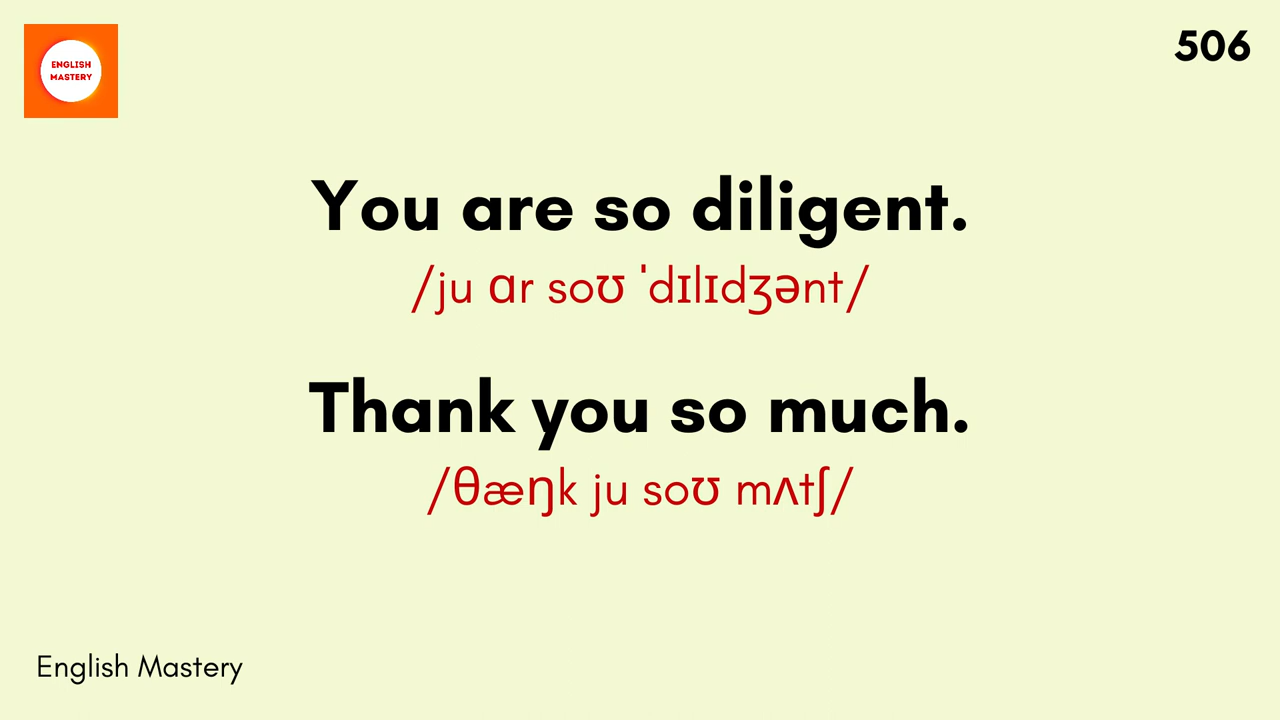 ENGLISH
MASTERY
506
You are so diligent.
/ju ɑr soʊ ˈdɪlɪdʒənt/
Thank you so much.
/θæŋk ju soʊ mʌtʃ/
English Mastery